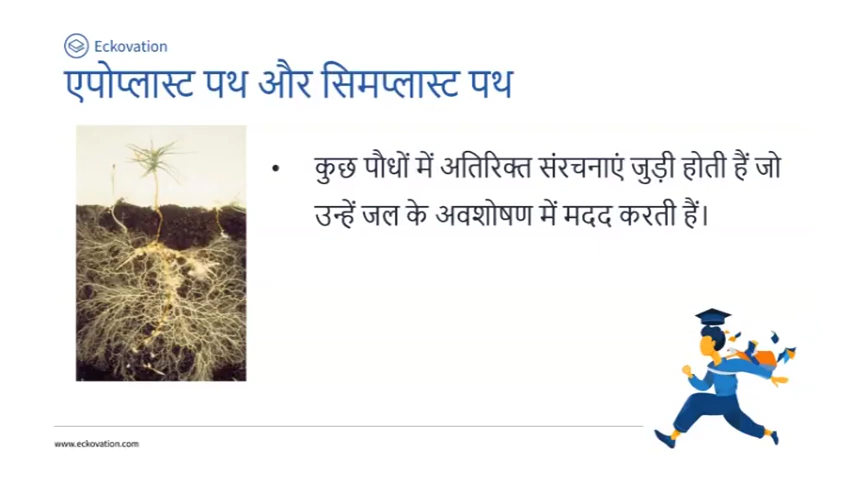 Eckovation
एपोप्लास्ट पथ और सिमप्लास्ट पथ
• कुछ पौधों में अतिरिक्त संरचनाएं जुड़ी होती हैं जो
उन्हें जल के अवशोषण में मदद करती हैं।
www.eckovation.com